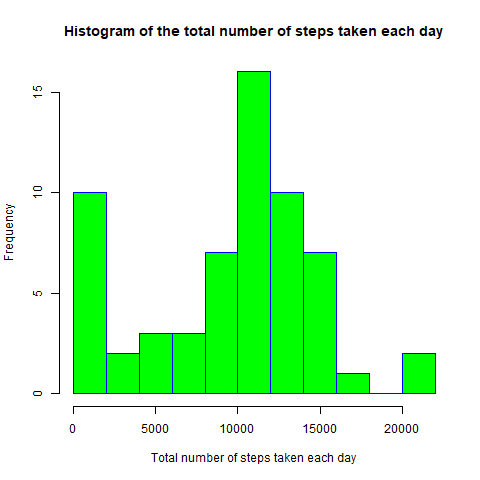 Histogram of the total number of steps taken each day
Frequency
15
10
5
0
0 5000 10000 15000 20000
Total number of steps taken each day